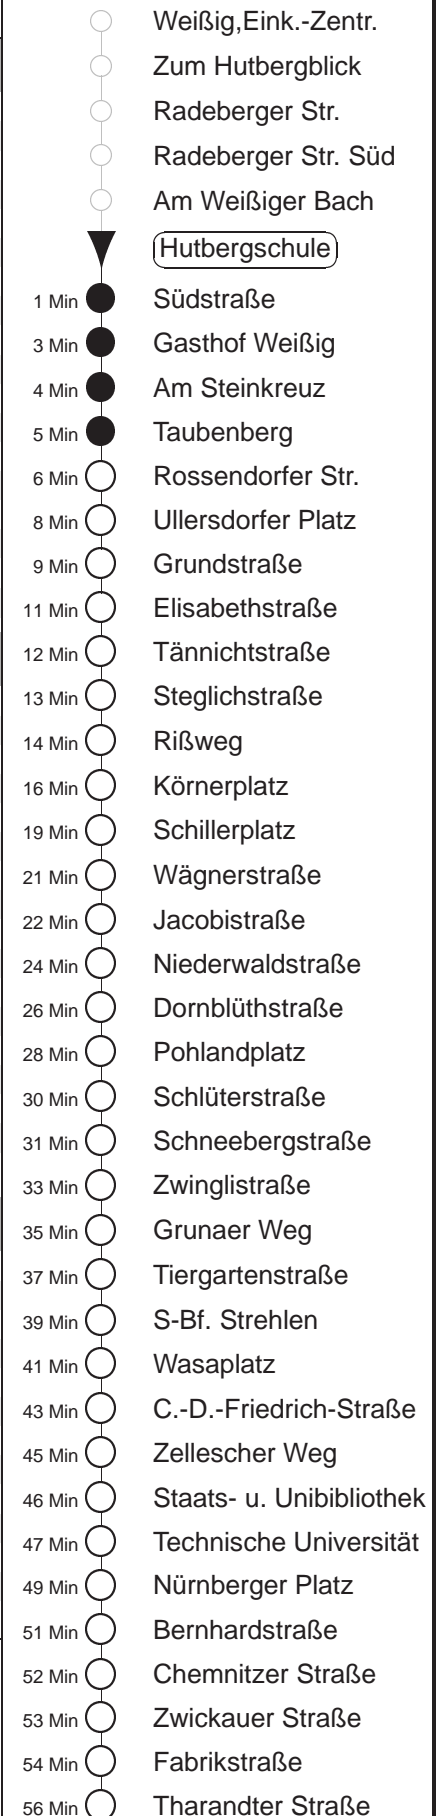 Weißig,Eink.-Zentr.
Zum Hutbergblick
Radeberger Str.
Radeberger Str. Süd
Am Weißiger Bach
Hutbergschule
1 Min Südstraße
3 Min Gasthof Weißig
4 Min Am Steinkreuz
5 Min Taubenberg
6 Min Rossendorfer Str.
8 Min Ullersdorfer Platz
9 Min Grundstraße
11 Min Elisabethstraße
12 Min Tännichtstraße
13 Min Steglichstraße
14 Min Rißweg
16 Min Körnerplatz
19 Min Schillerplatz
21 Min Wägnerstraße
22 Min Jacobistraße
24 Min Niederwaldstraße
26 Min Dornblüthstraße
28 Min Pohlandplatz
30 Min Schlüterstraße
31 Min Schneebergstraße
33 Min Zwinglistraße
35 Min Grunaer Weg
37 Min Tiergartenstraße
39 Min S-Bf. Strehlen
41 Min Wasaplatz
43 Min C.-D.-Friedrich-Straße
45 Min Zellescher Weg
46 Min Staats- u. Unibibliothek
47 Min Technische Universität
49 Min Nürnberger Platz
51 Min Bernhardstraße
52 Min Chemnitzer Straße
53 Min Zwickauer Straße
54 Min Fabrikstraße
56 Min Tharandter Straße